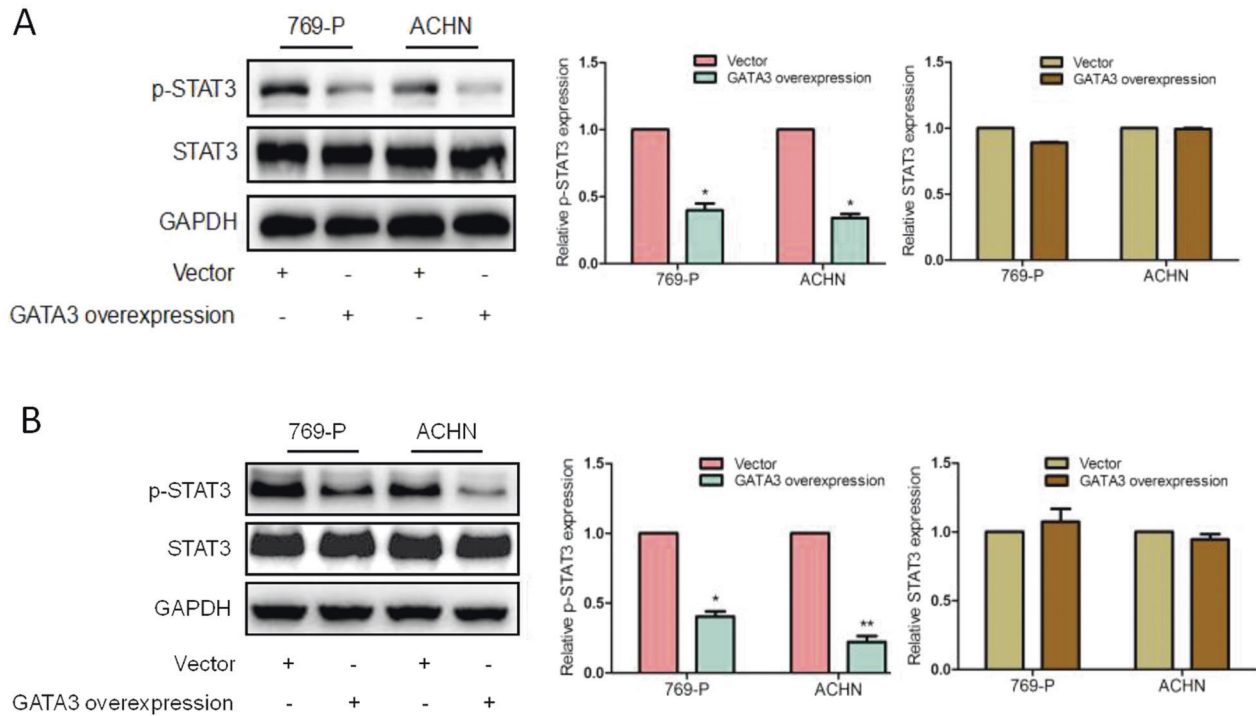 A
769-P ACHN
p-STAT3
STAT3
GAPDH
Vector + - + -
GATA3 overexpression - + - +
Vector
GATA3 overexpression
Relative p-STAT3 expression
1.5
1.0
0.5
0.0
* *
769-P ACHN
Vector
GATA3 overexpression
Relative STAT3 expression
1.5
1.0
0.5
0.0
769-P ACHN
B
769-P ACHN
p-STAT3
STAT3
GAPDH
Vector + - + -
GATA3 overexpression - + - +
Vector
GATA3 overexpression
Relative p-STAT3 expression
1.5
1.0
0.5
0.0
* **
769-P ACHN
Vector
GATA3 overexpression
Relative STAT3 expression
1.5
1.0
0.5
0.0
769-P ACHN